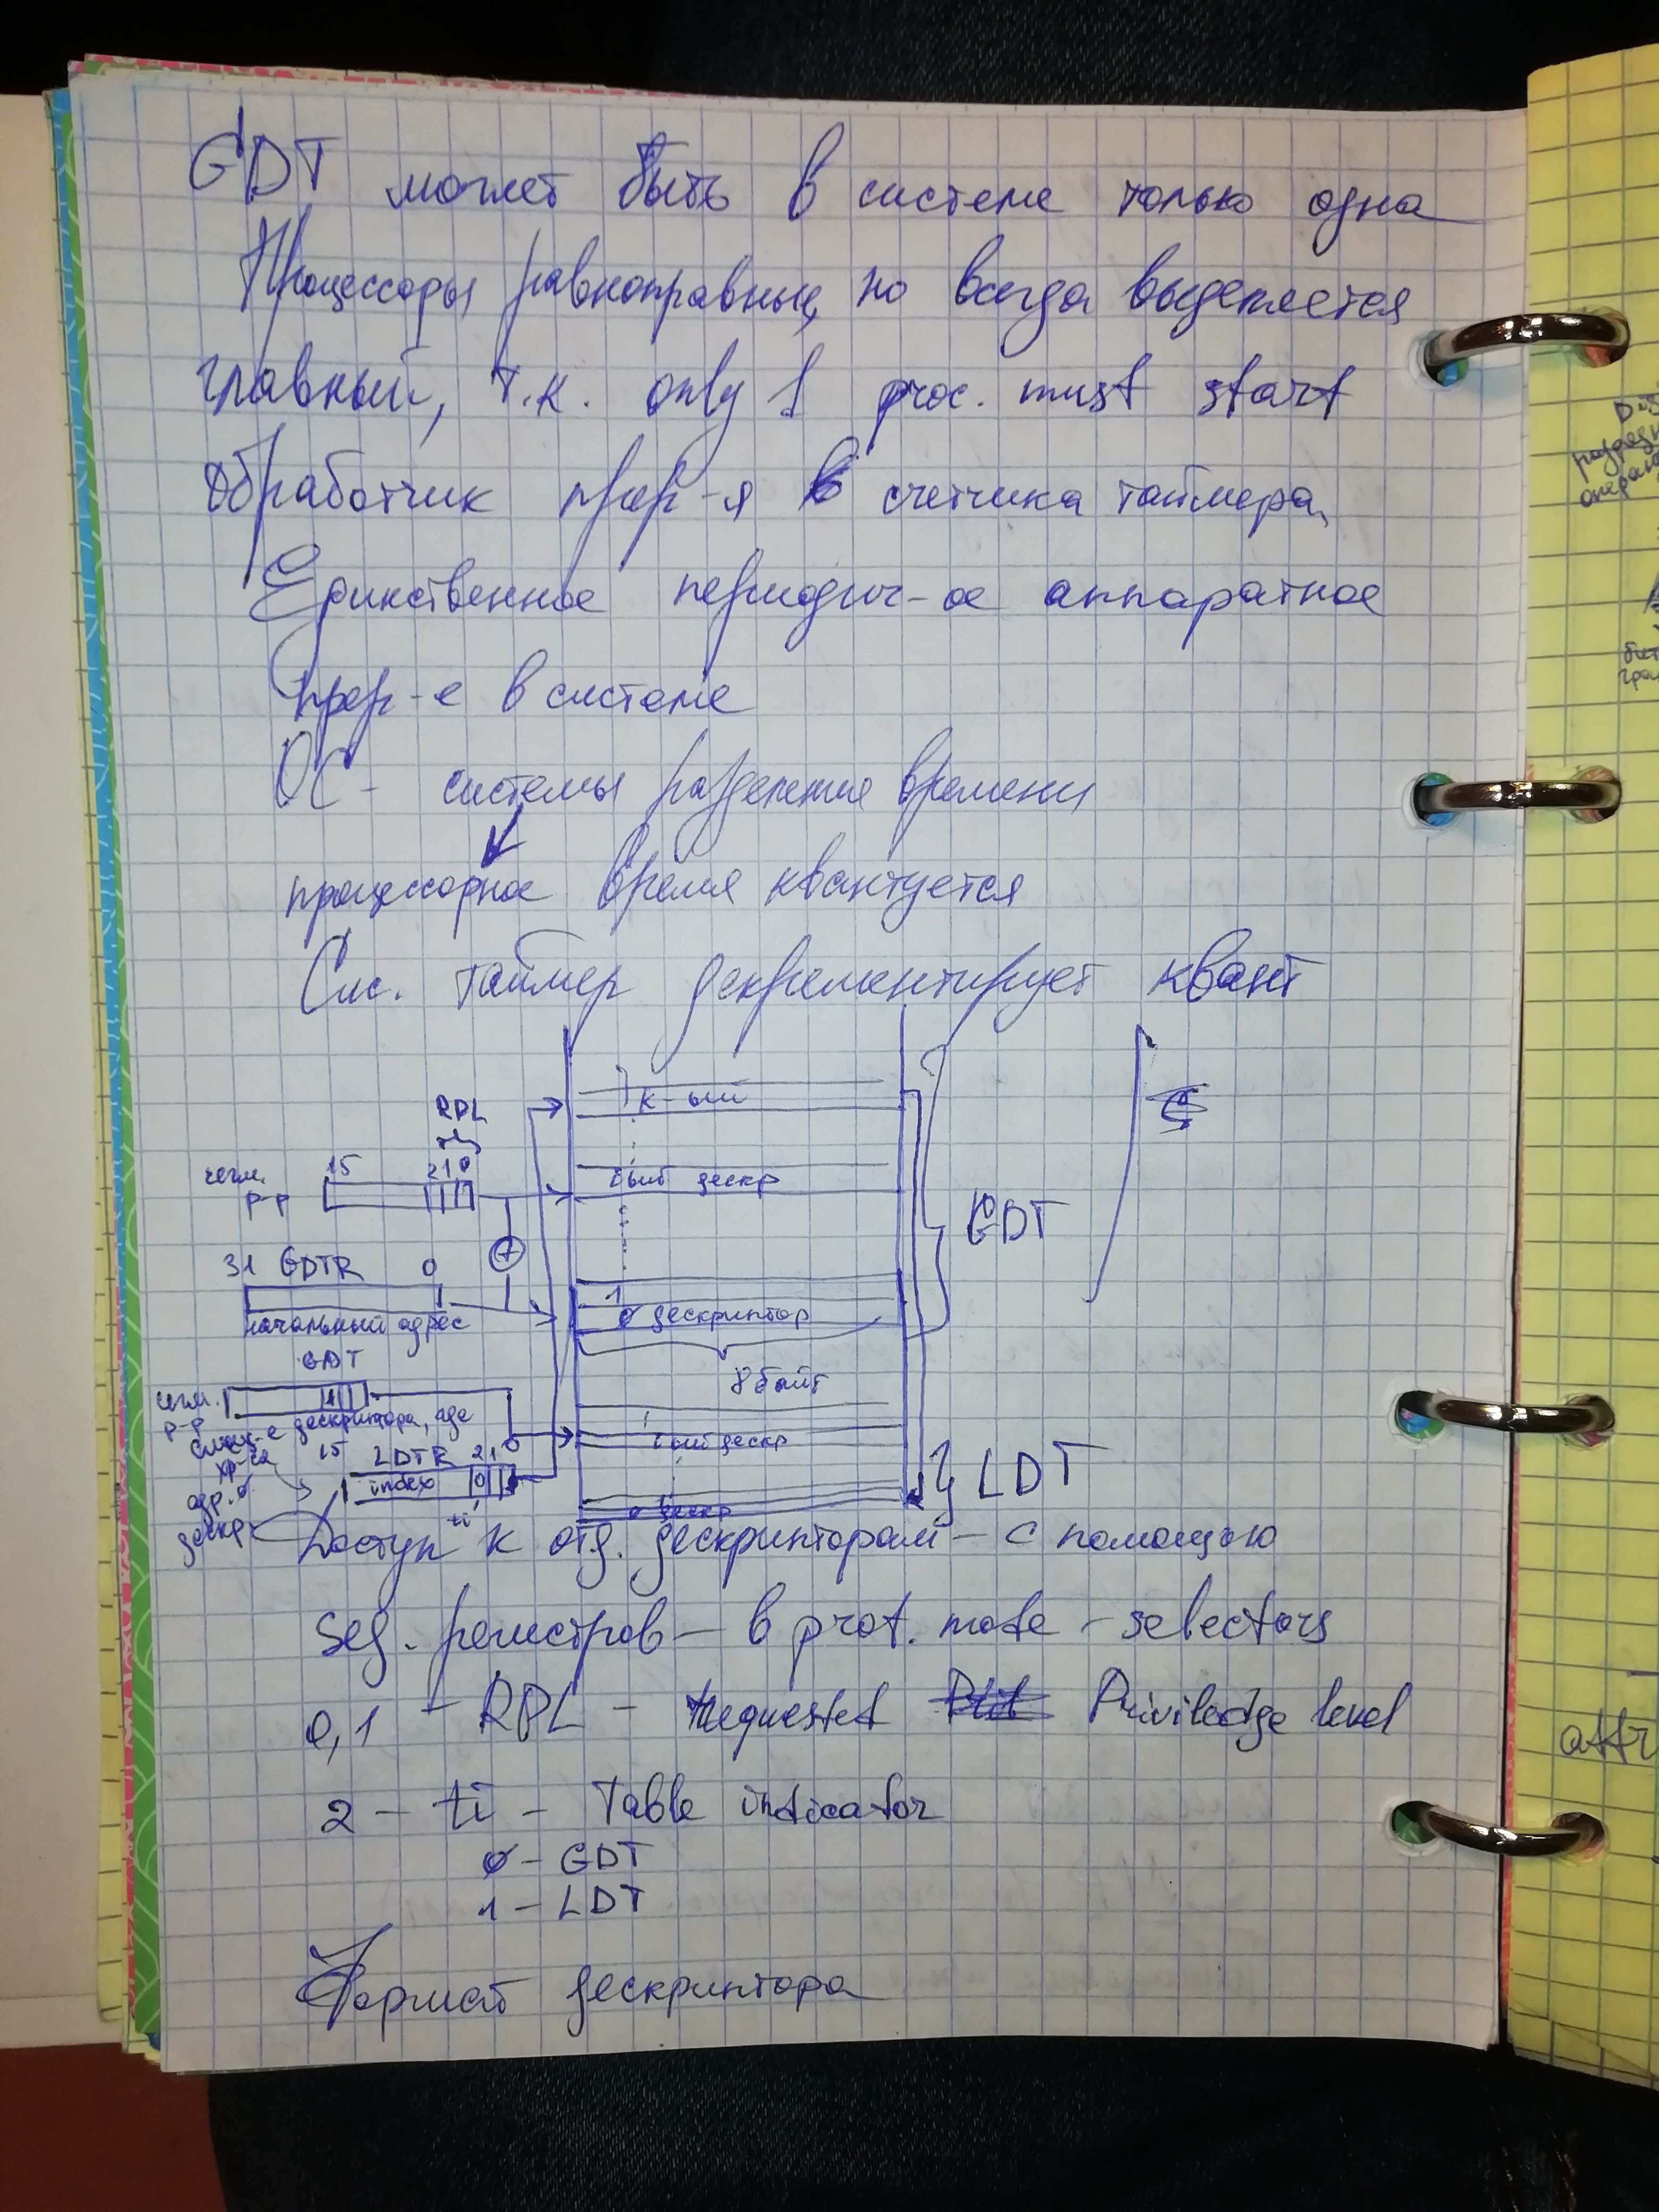 GDT может быть в системе только одна
Процессоры равноправные, но всегда выделяется
главный, т.к. only 1 proc. must start
обработчик прер-я в счетчика таймера.
Единственное периодич-ое аппаратное
прер-е в системе
ОС - системы разделения времени
процессорное время квантуется
Сис. таймер декрементирует квант
к-ый
RPL
сегм.
р-р
15
2 1 0
-ый дескр
GDT
31 GDTR 0
+
1
0 дескриптор
начальный адрес
GDT
8 байт
сегм.
р-р
1
смещ-е дескриптора, где
хр-ся
адр. 0
дескр
15 LDTR 2 1 0
index 0
ti
i-ый дескр
0 дескр
LDT
Доступ к отд. дескрипторам — с помощью
seg. регистров — в prot. mode - selectors
0,1 - RPL - Requested Priviledge level
2 - ti - Table indicator
0 - GDT
1 - LDT
Формат дескриптора
attr